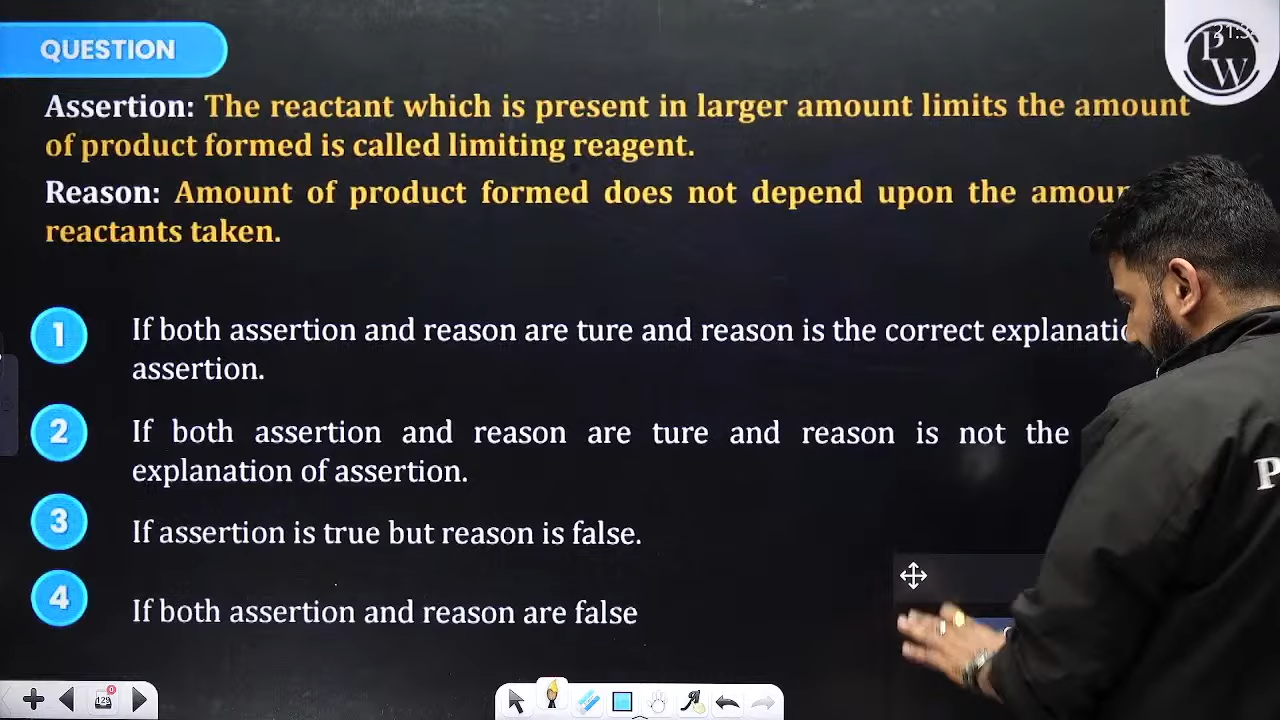 QUESTION
21:3
PW
Assertion: The reactant which is present in larger amount limits the amount
of product formed is called limiting reagent.
Reason: Amount of product formed does not depend upon the
reactants taken.
1 If both assertion and reason are ture and reason is the correct
assertion.
2 If both assertion and reason are ture and reason is not the
explanation of assertion.
3 If assertion is true but reason is false.
4 If both assertion and reason are false
P
129